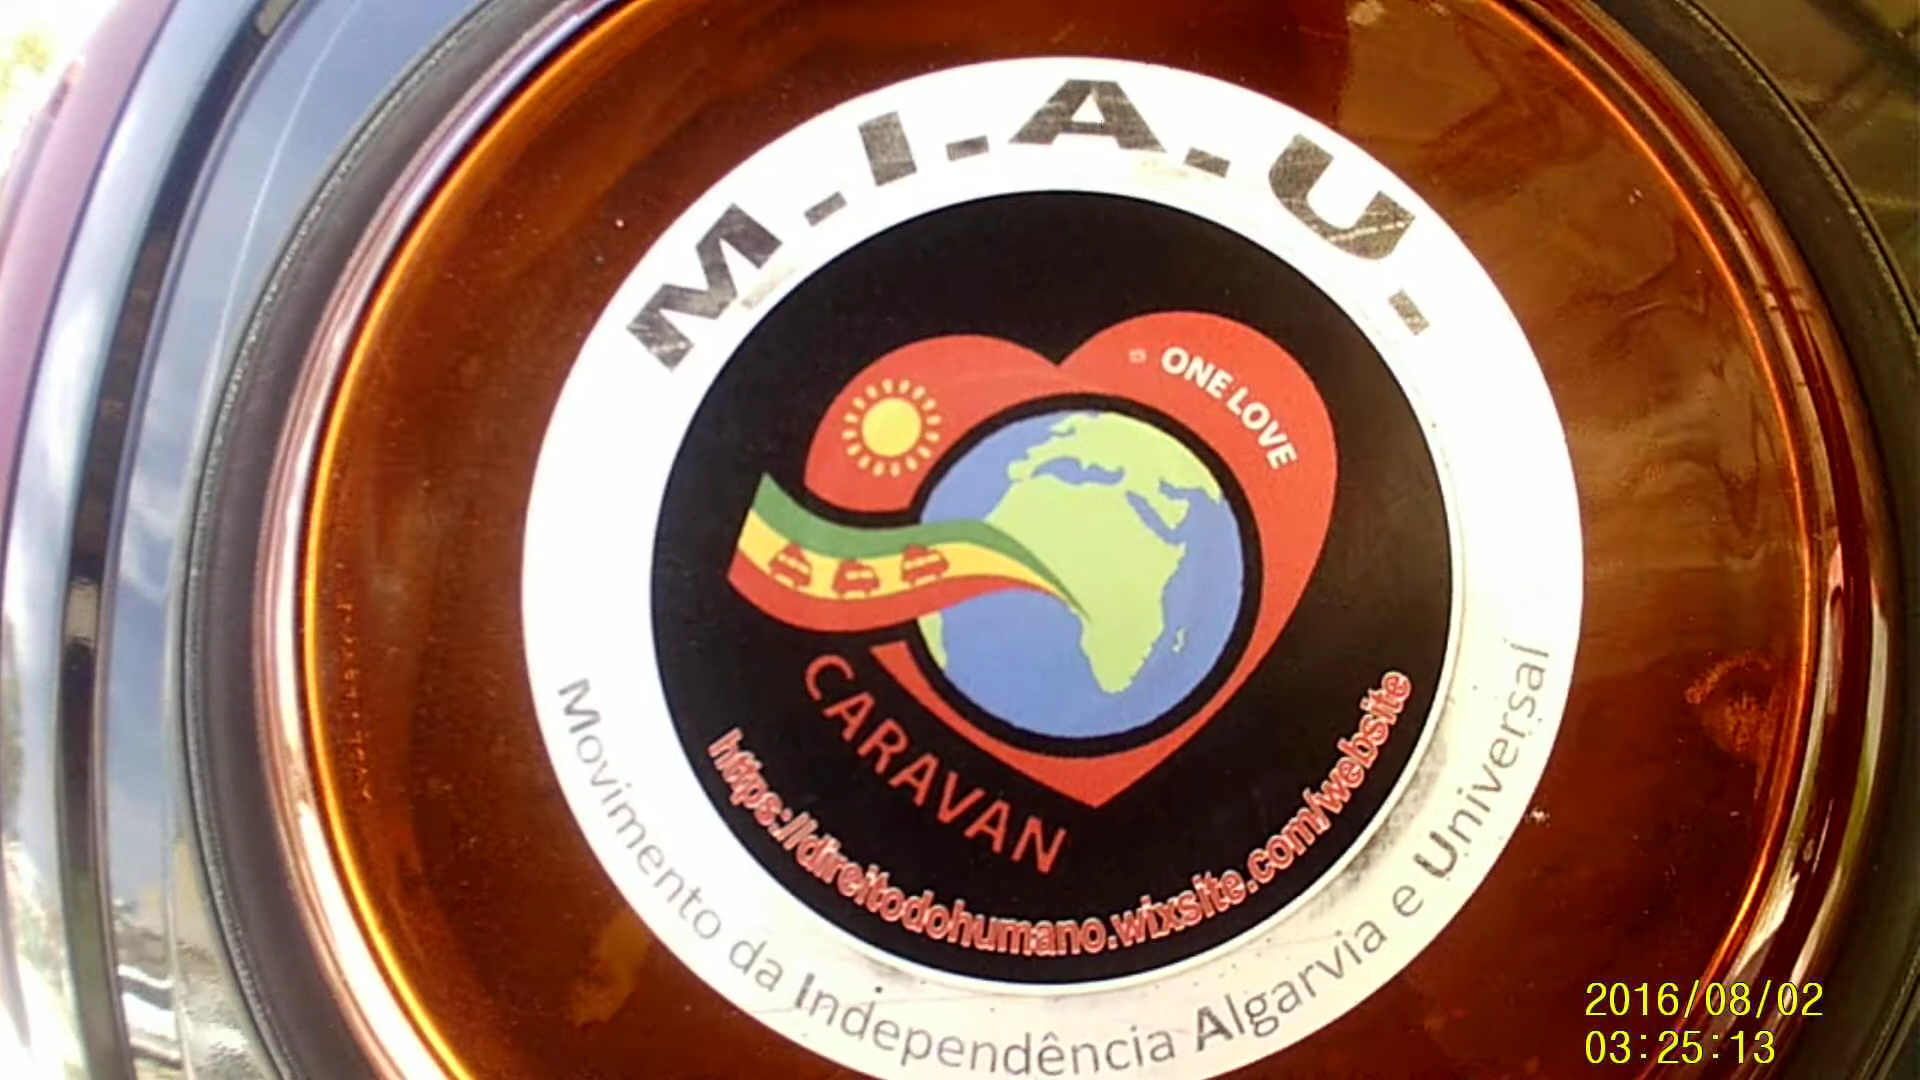 M.I.A.U.
ONE LOVE
CARAVAN
https://direitodohumano.wixsite.com/website
Movimento da Independência Algarvia e Universal
2016/08/02
03:25:13